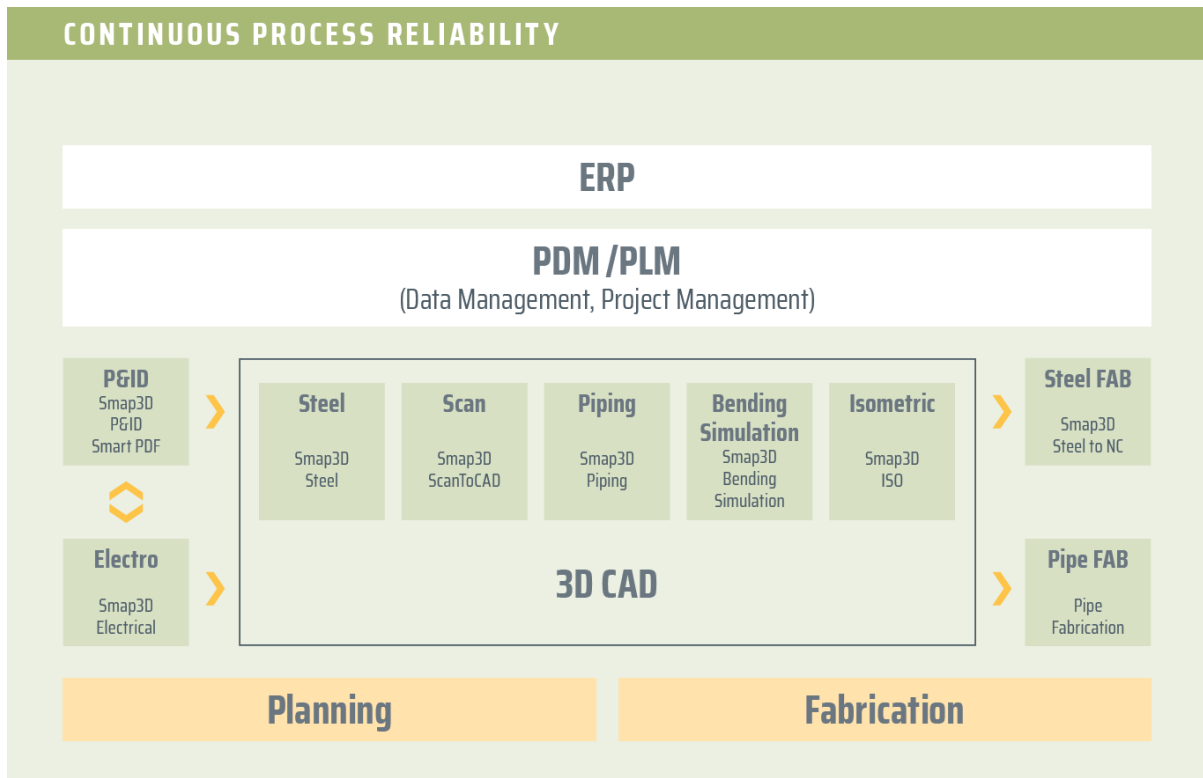 CONTINUOUS PROCESS RELIABILITY
ERP
PDM /PLM
(Data Management, Project Management)
P&ID
Smap3D
P&ID
Smart PDF
Electro
Smap3D
Electrical
Steel
Smap3D
Steel
Scan
Smap3D
ScanToCAD
Piping
Smap3D
Piping
Bending
Simulation
Smap3D
Bending
Simulation
Isometric
Smap3D
ISO
3D CAD
Steel FAB
Smap3D
Steel to NC
Pipe FAB
Pipe
Fabrication
Planning
Fabrication